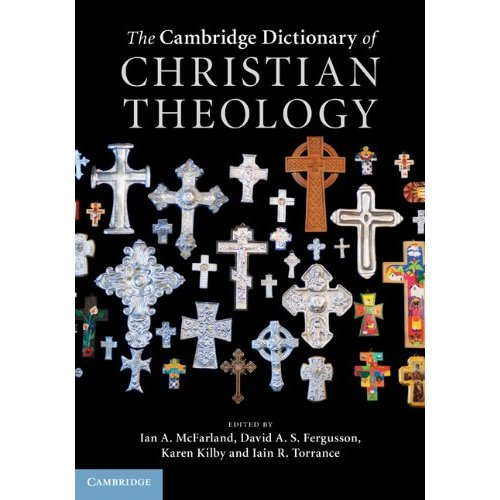 The Cambridge Dictionary of
CHRISTIAN
THEOLOGY
EDITED BY
Ian A. McFarland, David A. S. Fergusson,
Karen Kilby and Iain R. Torrance
CAMBRIDGE